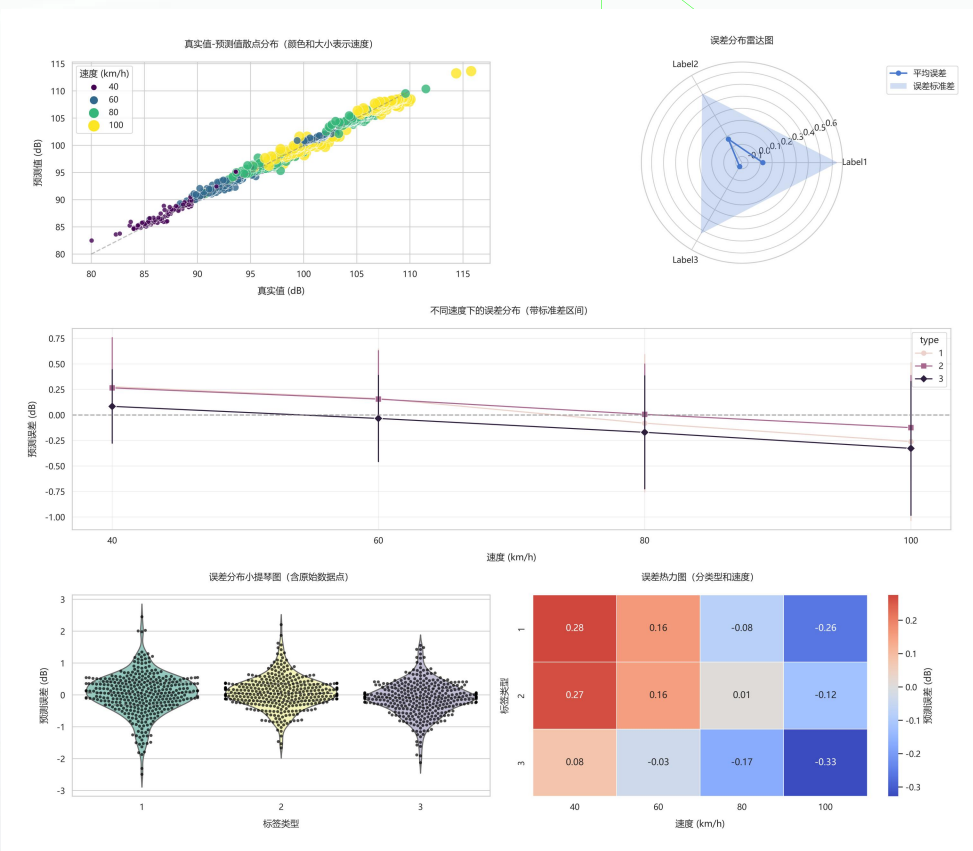 真实值-预测值散点分布（颜色和大小表示速度）
115
110
105
100
95
90
85
80
预测值 (dB)
速度 (km/h)
40
60
80
100
80 85 90 95 100 105 110 115
真实值 (dB)
误差分布雷达图
平均误差
误差标准差
Label2
Label1
Label3
-0.1 0.0 0.1 0.2 0.3 0.4 0.5 0.6
不同速度下的误差分布（带标准差区间）
0.75
0.50
0.25
0.00
-0.25
-0.50
-0.75
-1.00
预测误差 (dB)
type
1
2
3
40 60 80 100
速度 (km/h)
误差分布小提琴图（含原始数据点）
3
2
1
0
-1
-2
-3
预测误差 (dB)
1 2 3
标签类型
误差热力图（分类型和速度）
1
2
3
标签类型
0.28 0.16 -0.08 -0.26
0.27 0.16 0.01 -0.12
0.08 -0.03 -0.17 -0.33
40 60 80 100
速度 (km/h)
0.2
0.1
0.0
-0.1
-0.2
-0.3
预测误差 (dB)